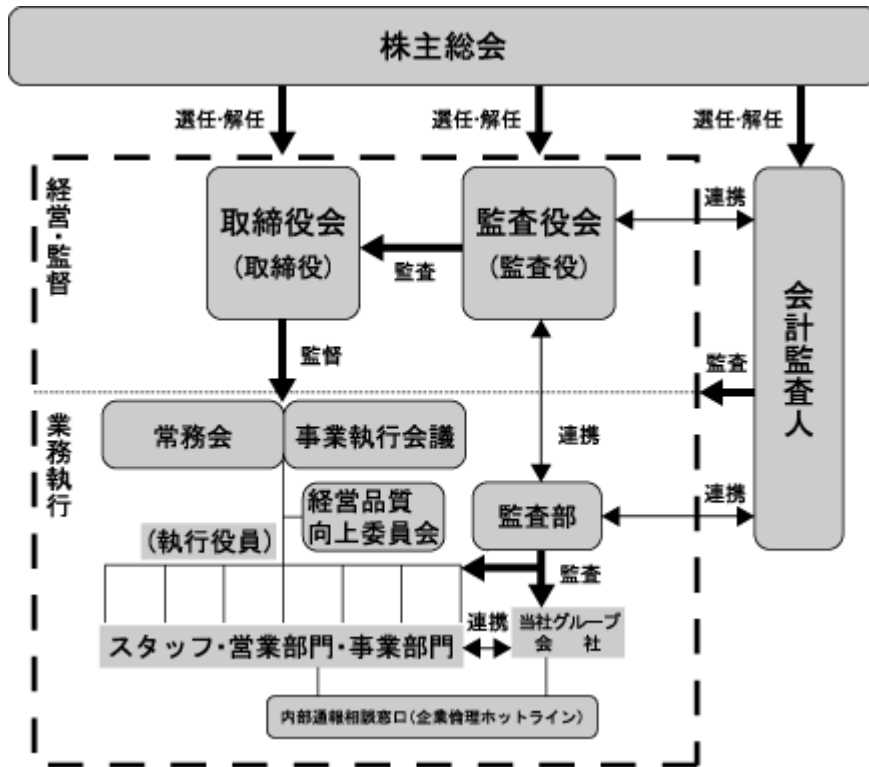 株主総会
選任・解任
選任・解任
選任・解任
経営・監督
取締役会
(取締役)
監査役会
(監査役)
連携
監査
会計監査人
監督
監査
業務執行
常務会
事業執行会議
連携
経営品質
向上委員会
監査部
連携
(執行役員)
監査
スタッフ・営業部門・事業部門
連携
当社グループ
会 社
内部通報相談窓口(企業倫理ホットライン)